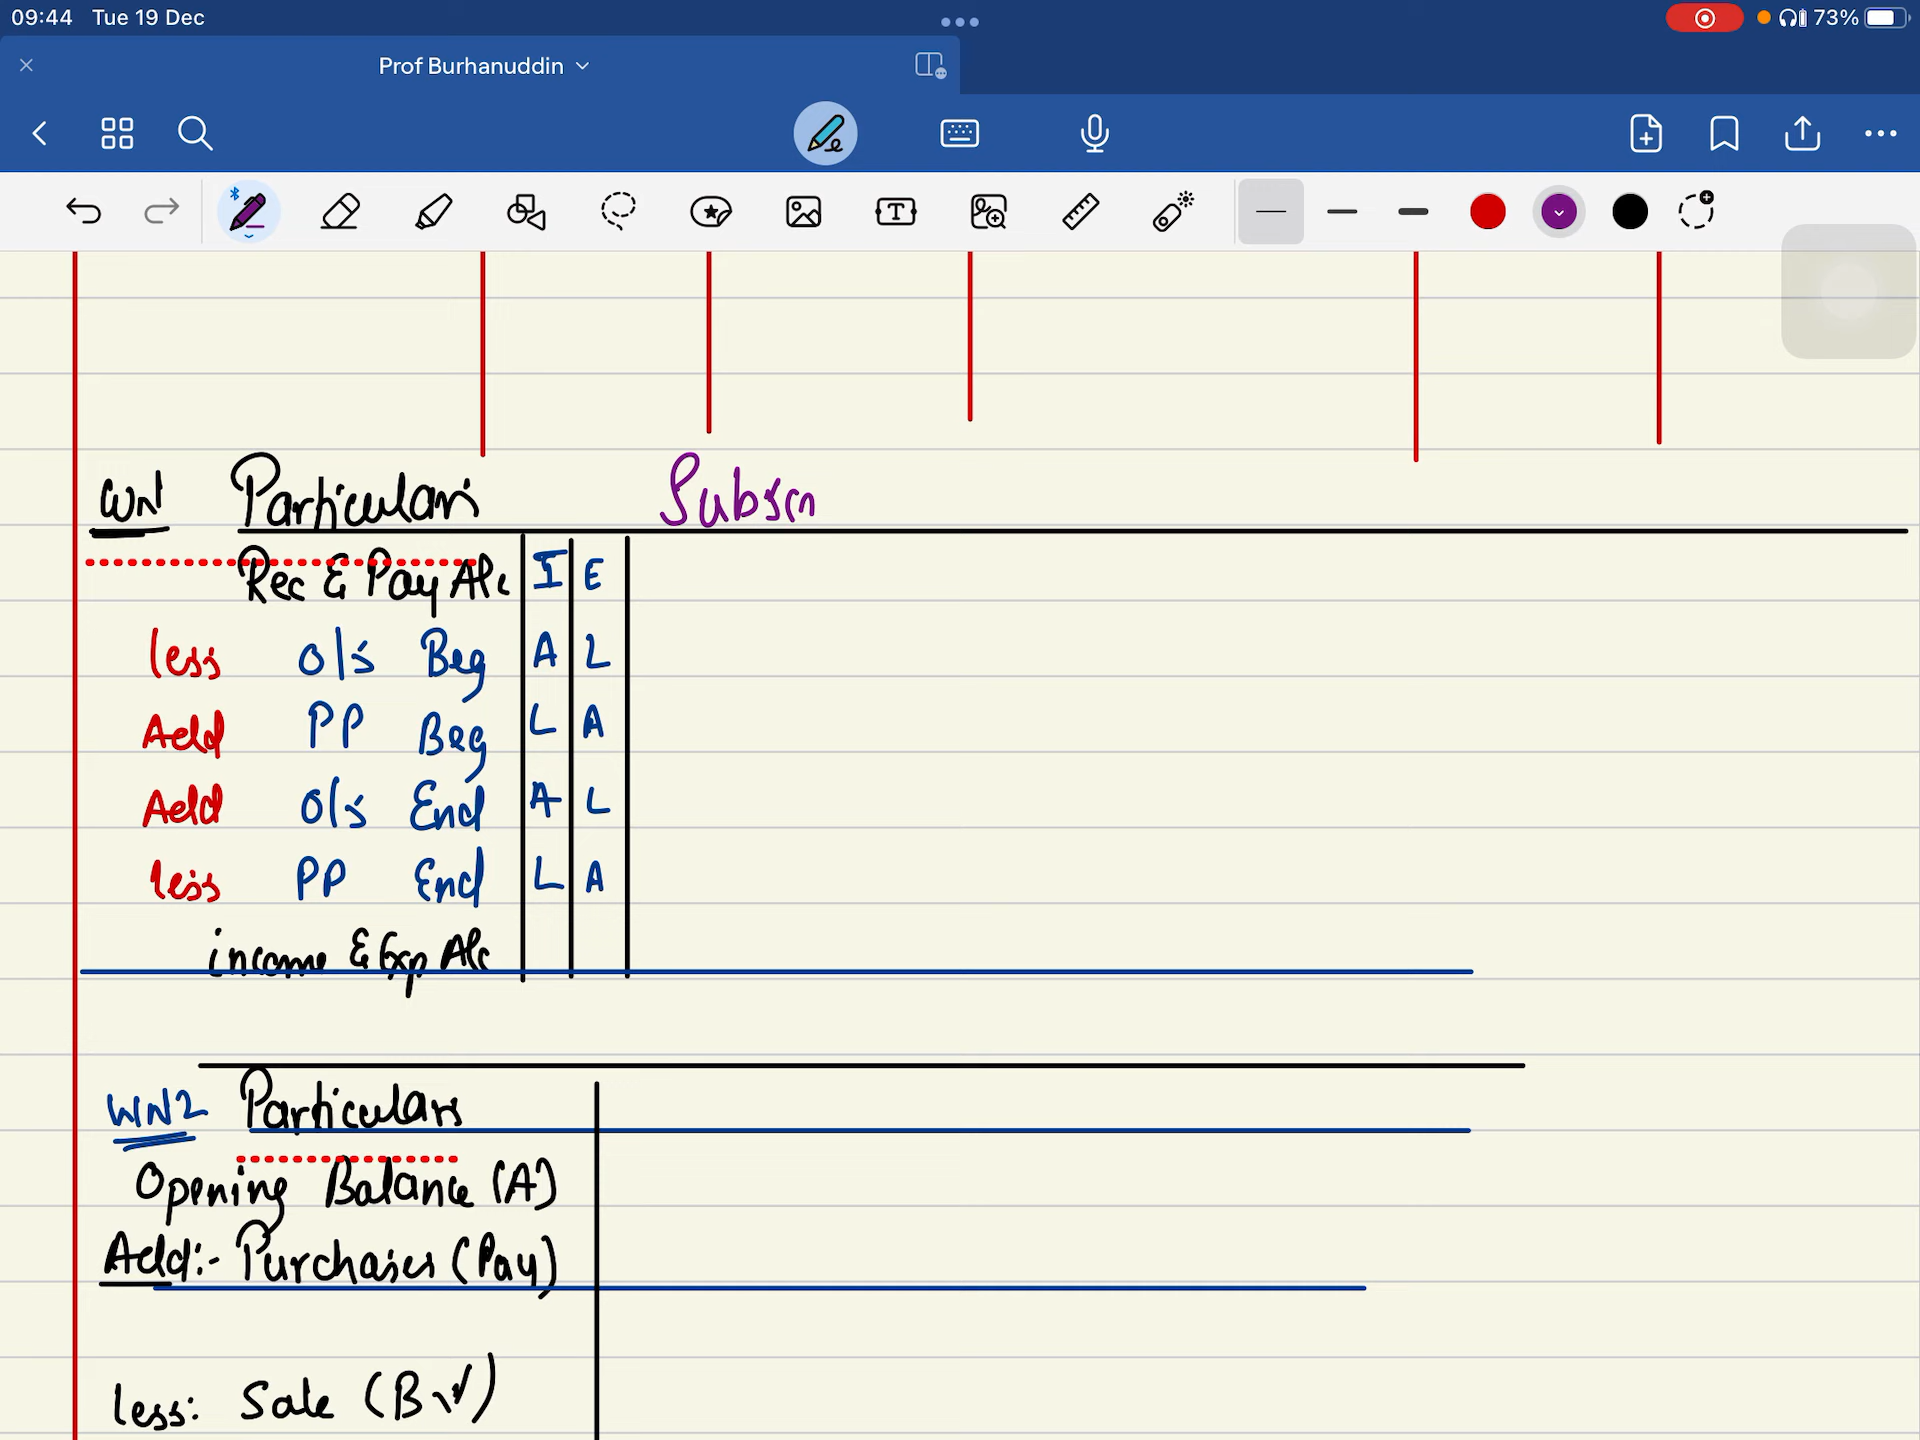 09:44 Tue 19 Dec 73%
Prof Burhanuddin
WN1 Particulars Subscn
Rec & Pay A/c I E
less O/s Beg A L
Add PP Beg L A
Add O/s End A L
less PP End L A
income & Exp A/c
WN2 Particulars
Opening Balance (A)
Add:- Purchases (Pay)
less: Sale (BV)